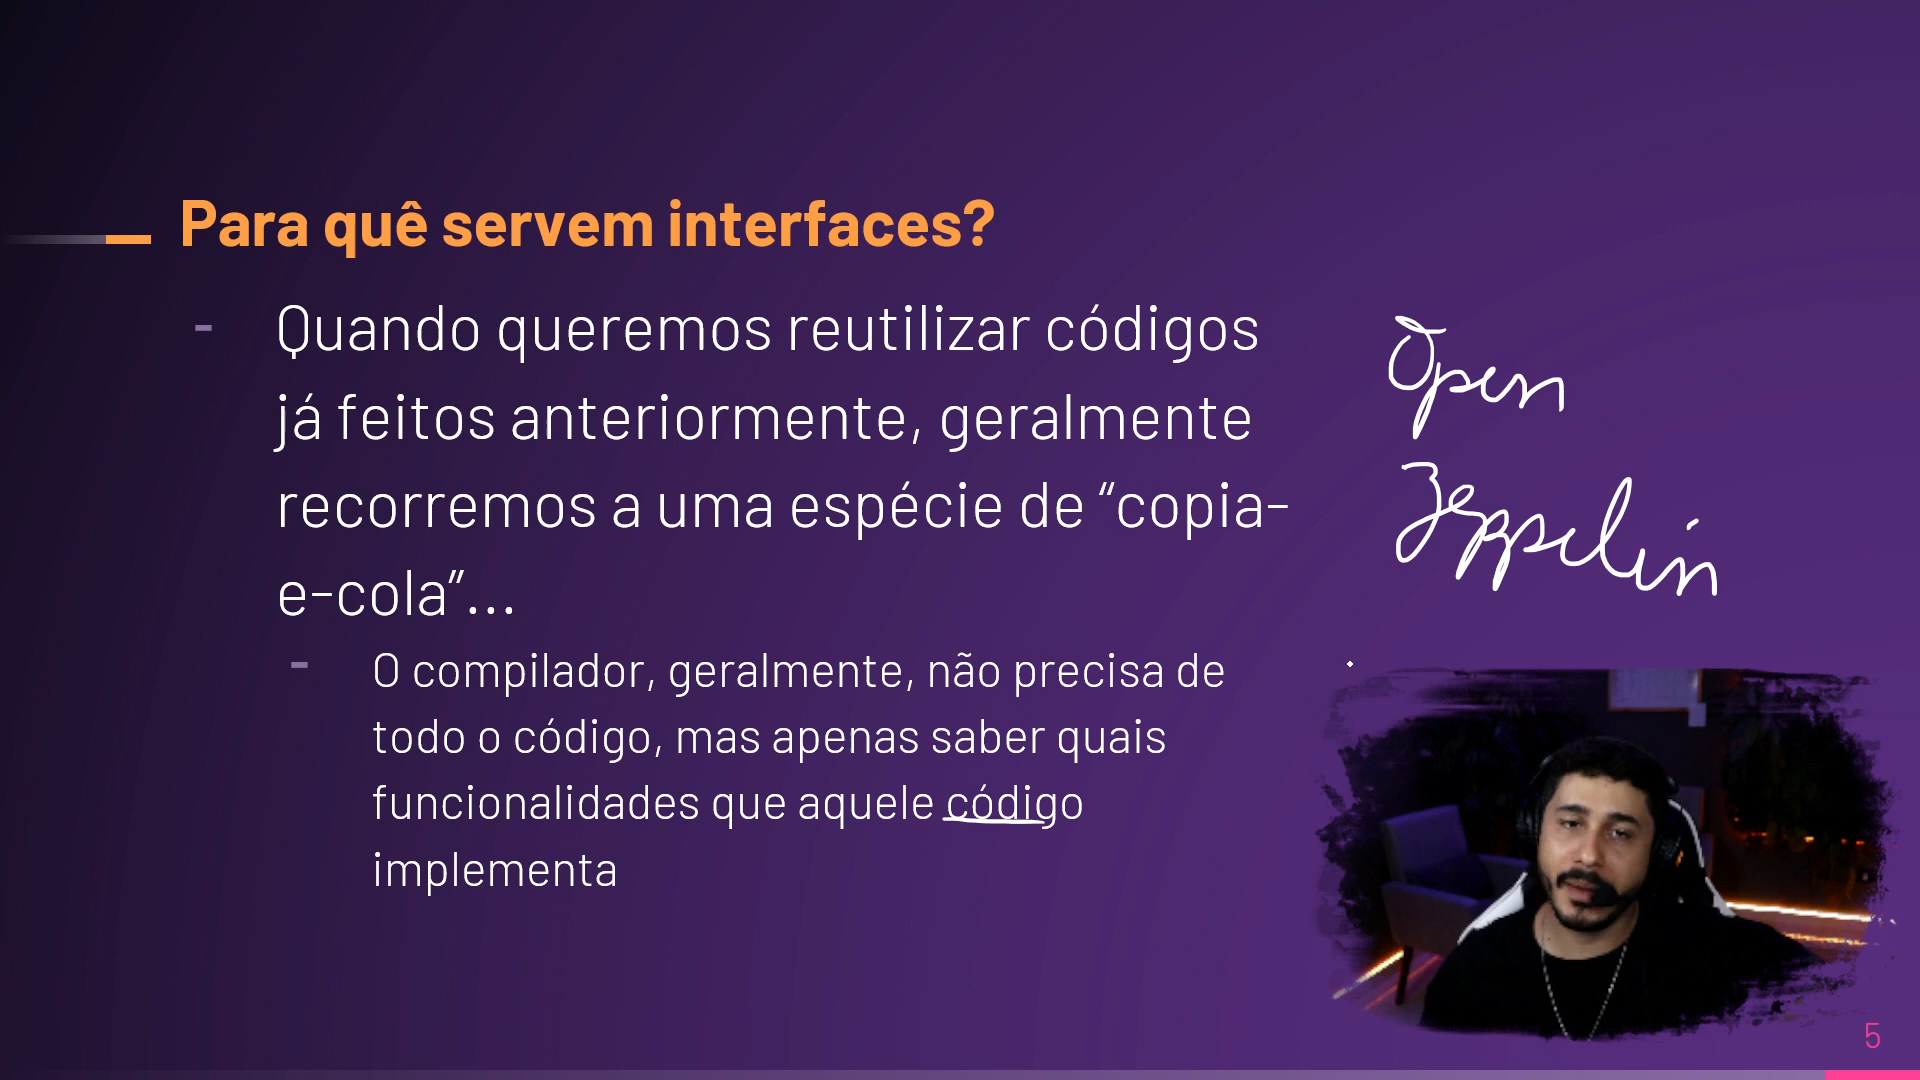 Para quê servem interfaces?
- Quando queremos reutilizar códigos
já feitos anteriormente, geralmente
recorremos a uma espécie de “copia-
e-cola”...
- O compilador, geralmente, não precisa de
todo o código, mas apenas saber quais
funcionalidades que aquele código
implementa
Open
Zeppelin
5